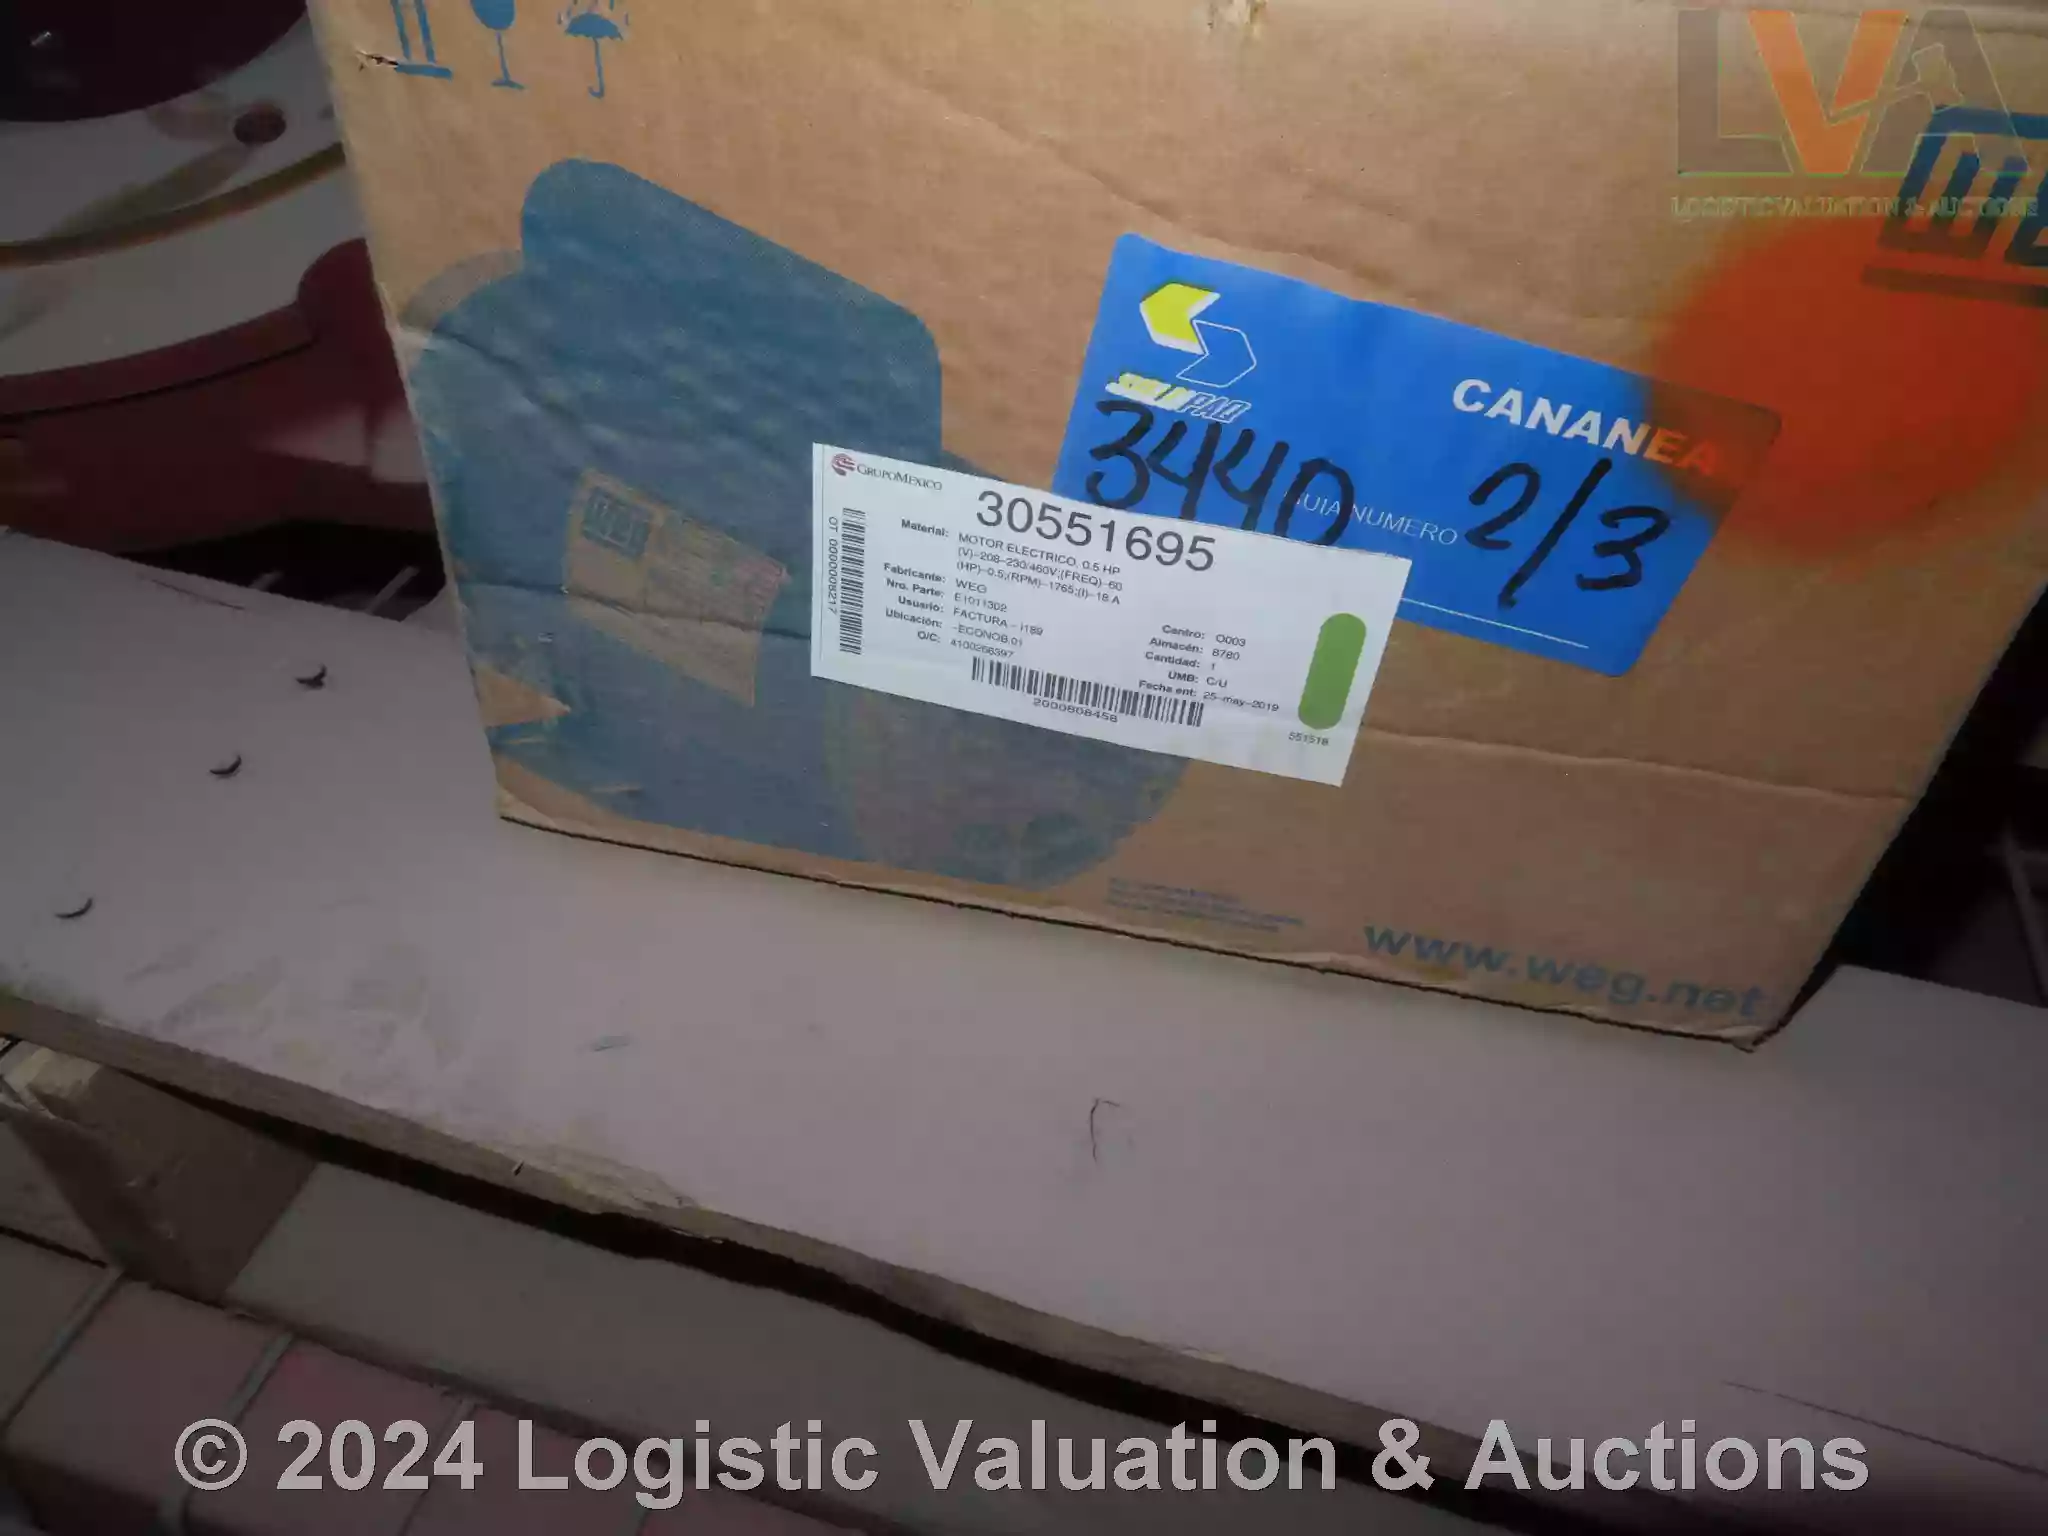 LVA
LOGISTIC VALUATION & AUCTIONS
CANANEA
3440
GUIA NUMERO
2/3
GRUPOMEXICO
30551695
Material: MOTOR ELECTRICO, 0.5 HP
(V)-208-230/460V;(FREQ)-60
(HP)-0.5;(RPM)-1765;(I)-18 A
Fabricante: WEG
Nro. Parte: E1011302
Usuario: FACTURA - I189
Ubicación: -ECONOB.01
O/C: 4100266397
Centro: O003
Almacén: 8780
Cantidad: 1
UMB: C/U
Fecha ent: 25-may-2019
2000808458
551518
www.weg.net
© 2024 Logistic Valuation & Auctions